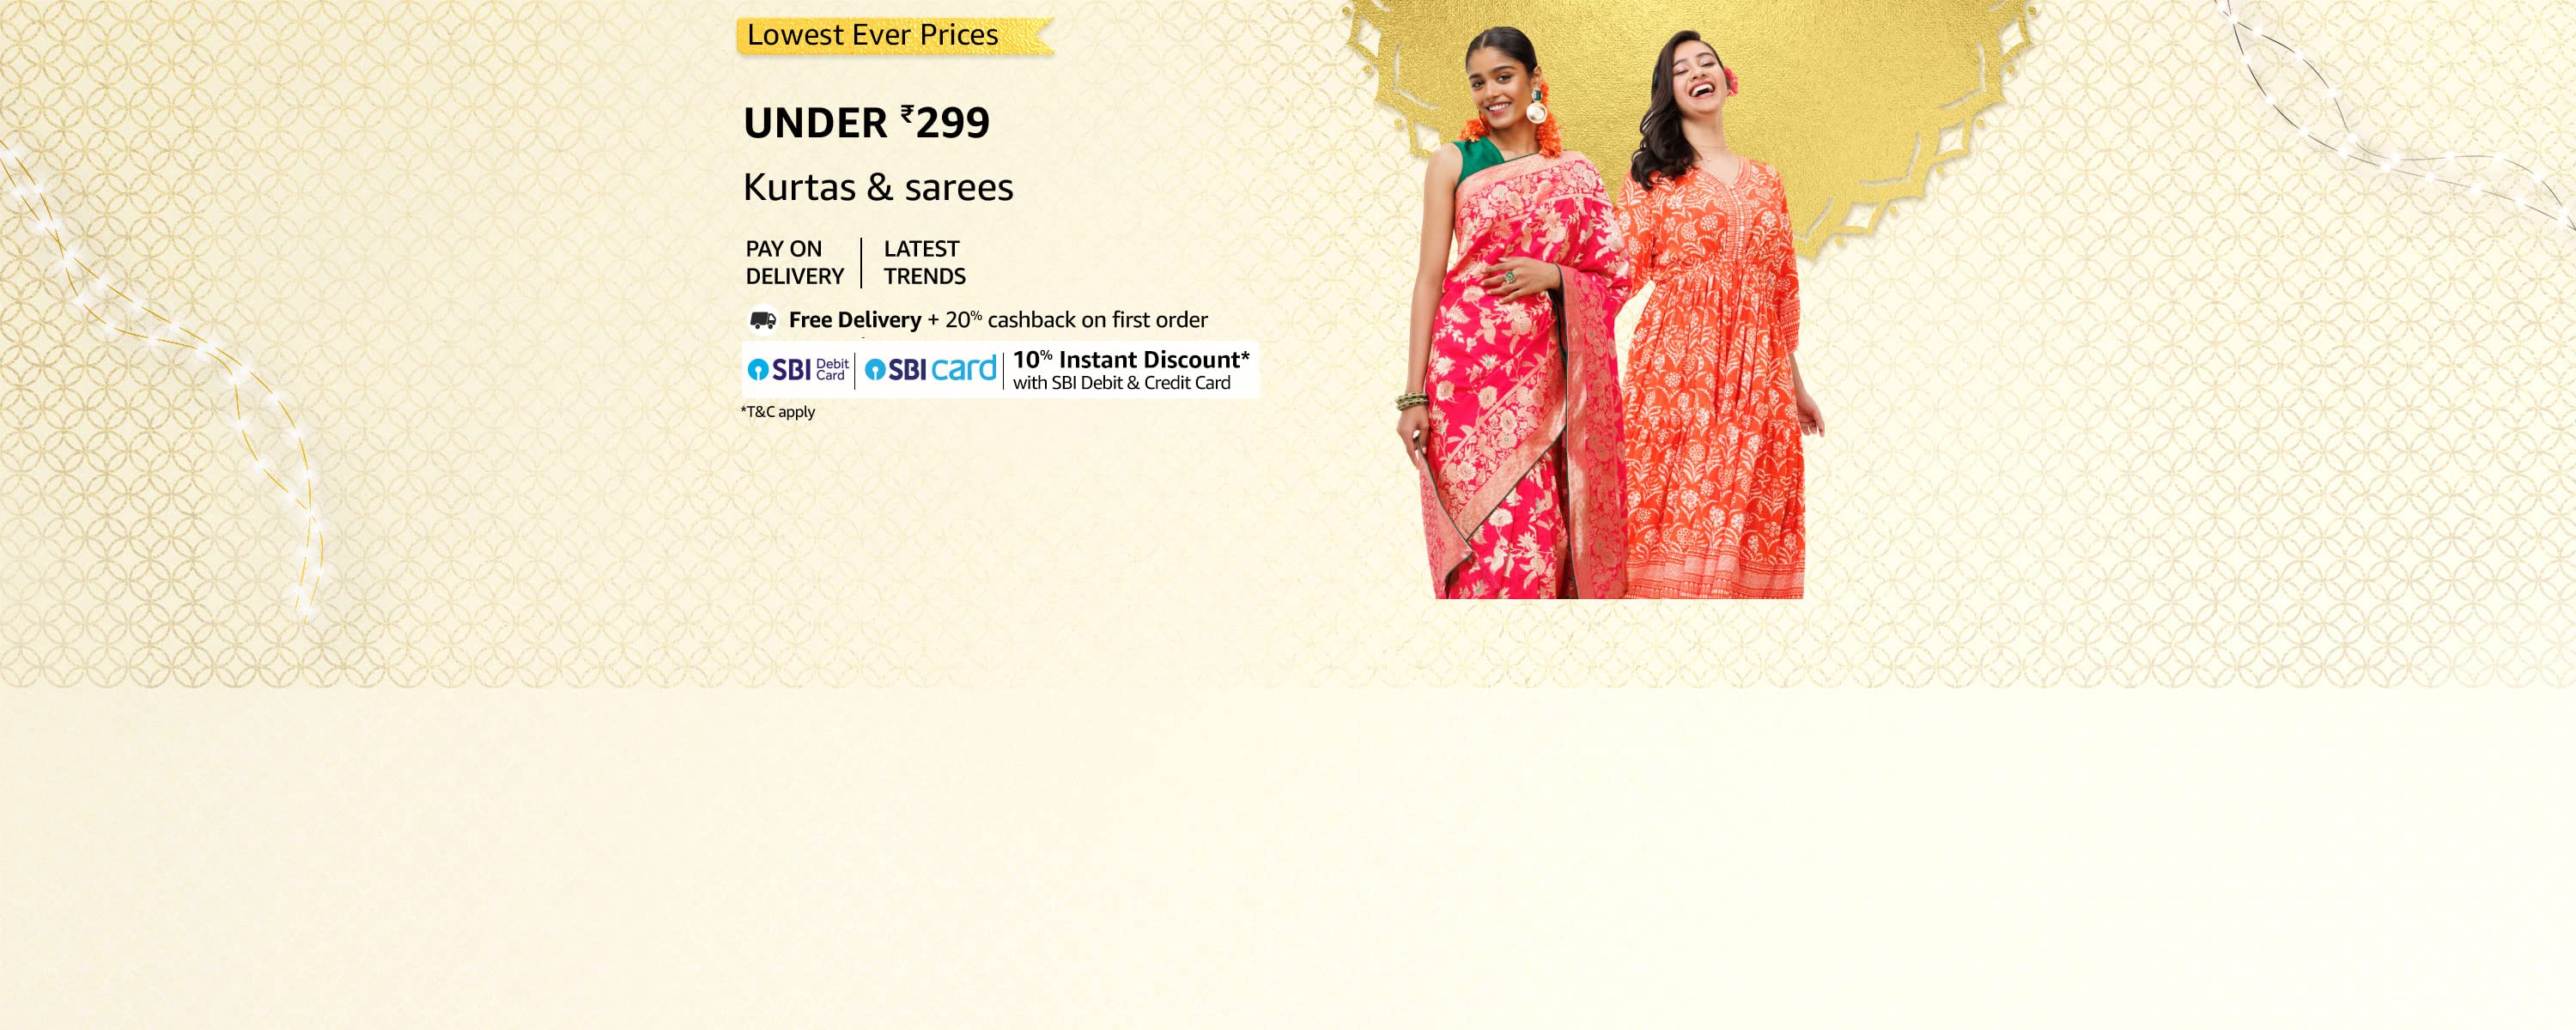 Lowest Ever Prices
UNDER ₹299
Kurtas & sarees
PAY ON
DELIVERY
LATEST
TRENDS
Free Delivery + 20% cashback on first order
SBI Debit Card
SBI card
10% Instant Discount*
with SBI Debit & Credit Card
*T&C apply